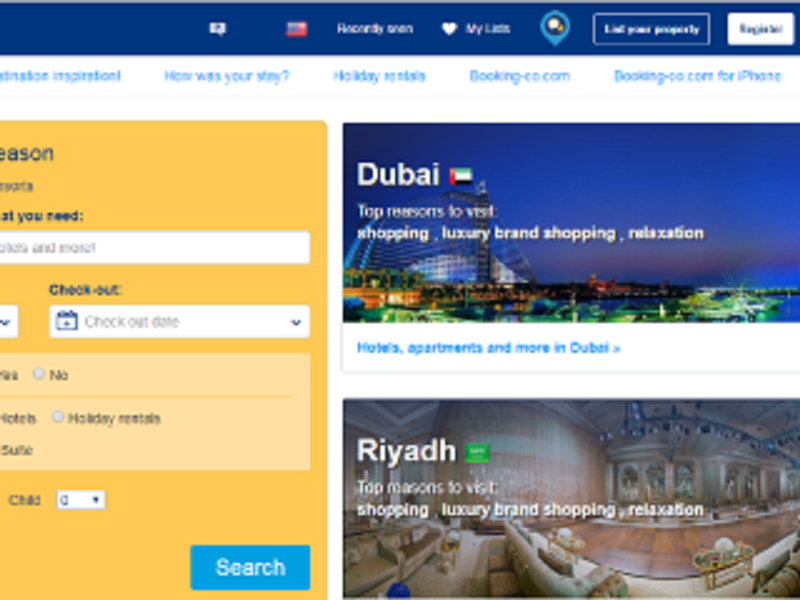 Recently seen My Lists List your property Register
stination inspiration! How was your stay? Holiday rentals Booking-co.com Booking-co.com for iPhone
eason
sorts
at you need:
otels and more!
Check-out:
Check out date
Yes No
Hotels Holiday rentals
Suite
Child 0
Search
Dubai
Top reasons to visit:
shopping , luxury brand shopping , relaxation
Hotels, apartments and more in Dubai »
Riyadh
Top reasons to visit:
shopping , luxury brand shopping , relaxation